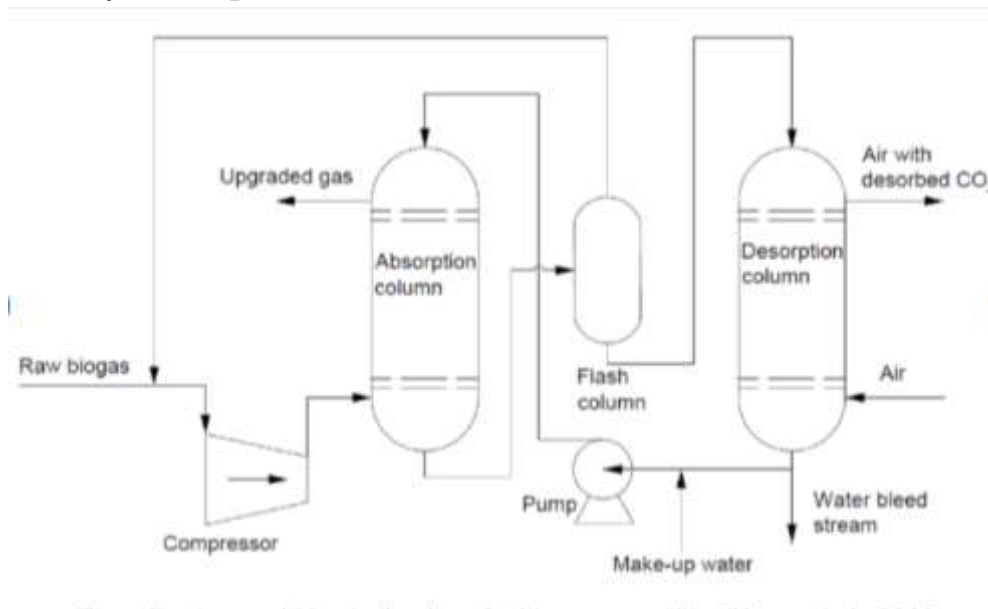 Upgraded gas
Air with
desorbed CO
Absorption
column
Desorption
column
Raw biogas
Flash
column
Air
Pump
Water bleed
stream
Compressor
Make-up water